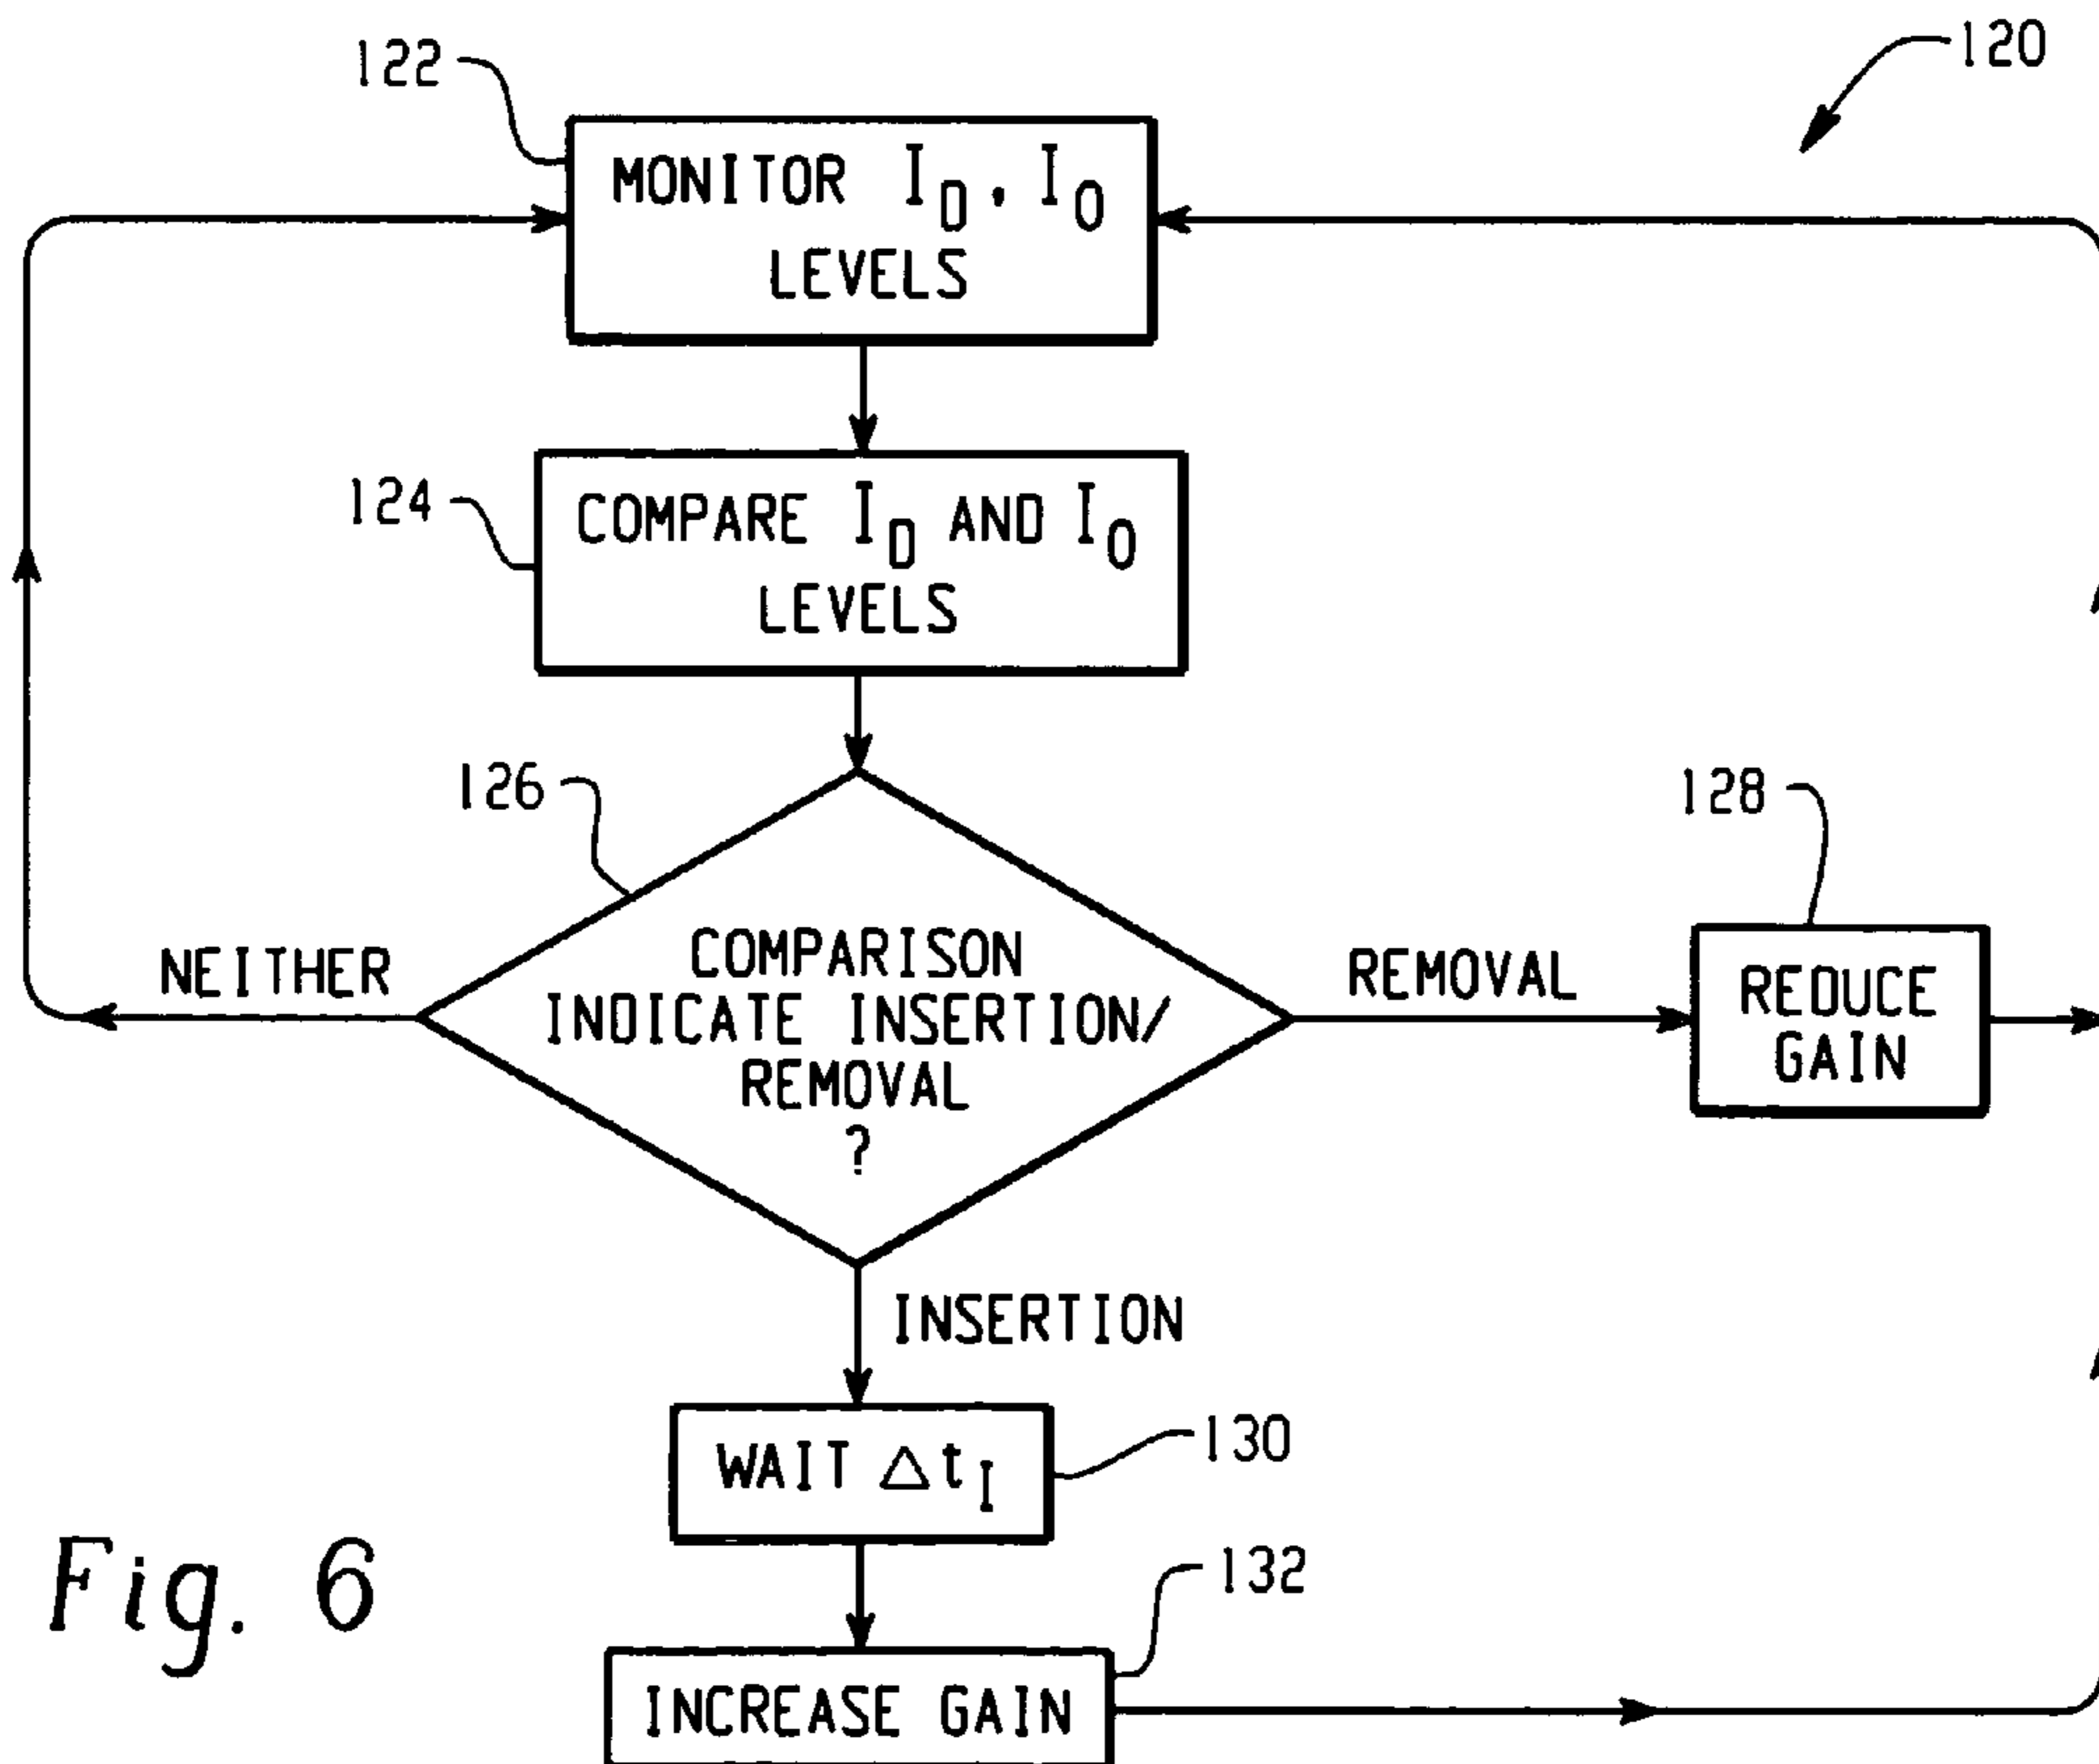 122
120
MONITOR I_D, I_O
LEVELS
124
COMPARE I_D AND I_O
LEVELS
126
128
COMPARISON
INDICATE INSERTION/
REMOVAL
?
NEITHER
REMOVAL
REDUCE
GAIN
INSERTION
WAIT Δt_I
130
132
INCREASE GAIN
Fig. 6